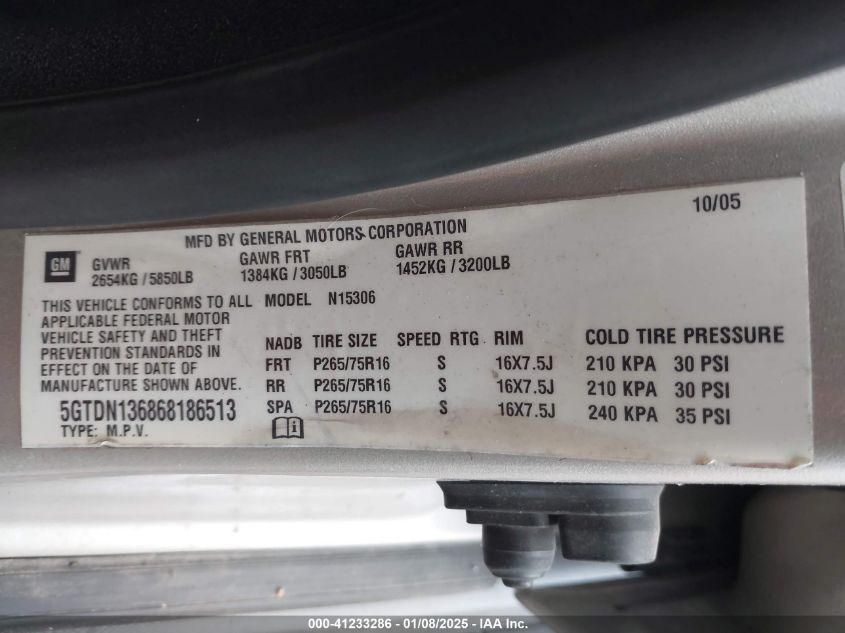 10/05
MFD BY GENERAL MOTORS CORPORATION
GM
GVWR GAWR FRT GAWR RR
2654KG / 5850LB 1384KG / 3050LB 1452KG / 3200LB
THIS VEHICLE CONFORMS TO ALL
APPLICABLE FEDERAL MOTOR
VEHICLE SAFETY AND THEFT
PREVENTION STANDARDS IN
EFFECT ON THE DATE OF
MANUFACTURE SHOWN ABOVE.
5GTDN136868186513
TYPE: M.P.V.
MODEL N15306
NADB TIRE SIZE SPEED RTG RIM COLD TIRE PRESSURE
FRT P265/75R16 S 16X7.5J 210 KPA 30 PSI
RR P265/75R16 S 16X7.5J 210 KPA 30 PSI
SPA P265/75R16 S 16X7.5J 240 KPA 35 PSI
000-41233286 - 01/08/2025 - IAA Inc.